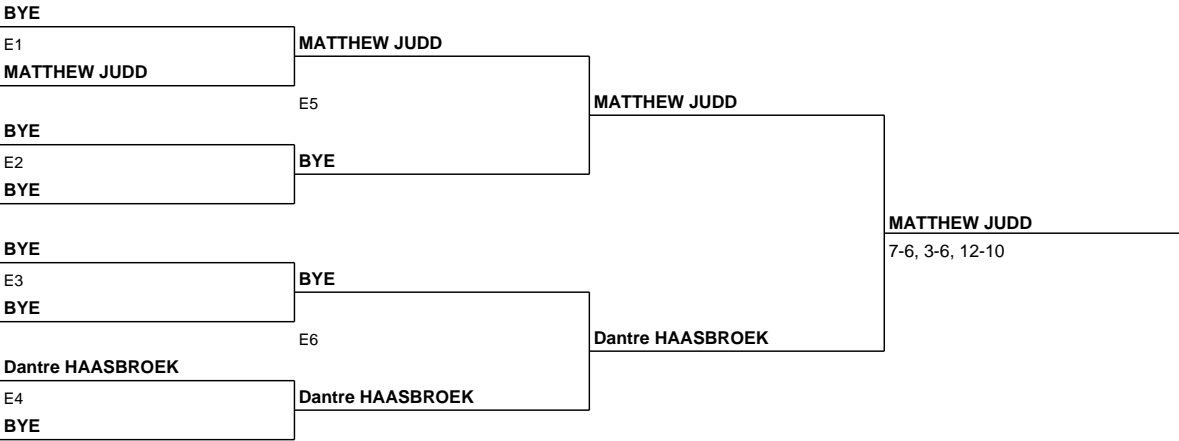 BYE
E1
MATTHEW JUDD
MATTHEW JUDD
E5
MATTHEW JUDD
BYE
E2
BYE
BYE
MATTHEW JUDD
7-6, 3-6, 12-10
BYE
E3
BYE
BYE
E6
Dantre HAASBROEK
Dantre HAASBROEK
E4
Dantre HAASBROEK
BYE